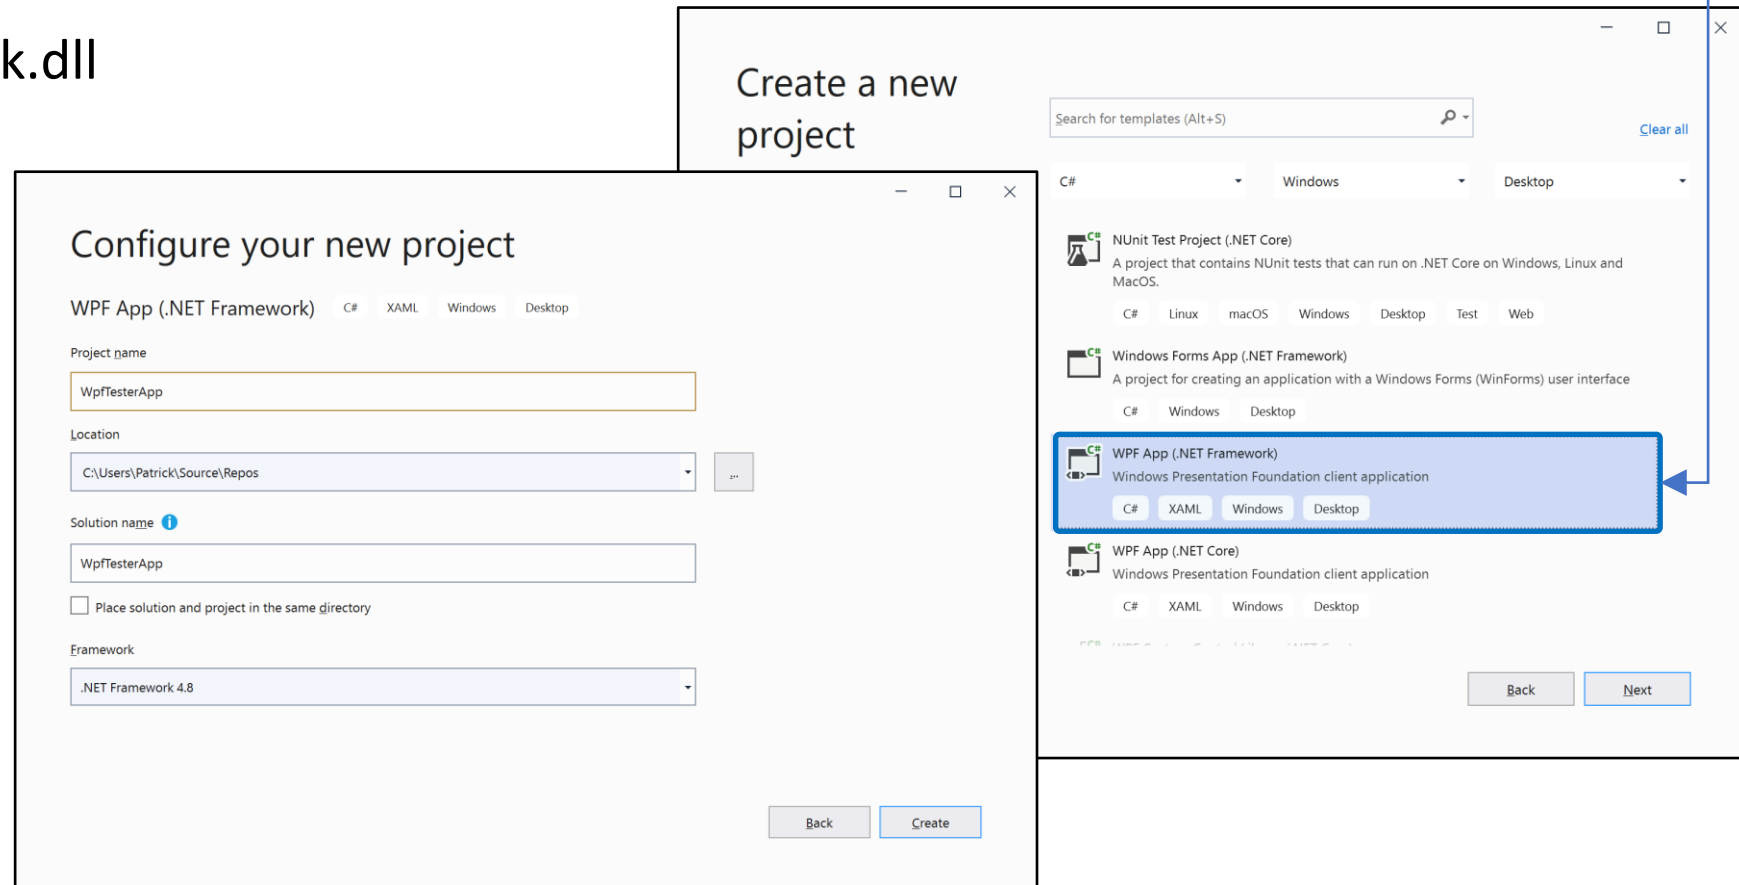 k.dll
Create a new
project
Search for templates (Alt+S)
Clear all
C#
Windows
Desktop
NUnit Test Project (.NET Core)
A project that contains NUnit tests that can run on .NET Core on Windows, Linux and
MacOS.
C# Linux macOS Windows Desktop Test Web
C#
Windows Forms App (.NET Framework)
A project for creating an application with a Windows Forms (WinForms) user interface
C# Windows Desktop
C#
WPF App (.NET Framework)
Windows Presentation Foundation client application
C# XAML Windows Desktop
C#
WPF App (.NET Core)
Windows Presentation Foundation client application
C# XAML Windows Desktop
C#
Back
Next
Configure your new project
WPF App (.NET Framework) C# XAML Windows Desktop
Project name
WpfTesterApp
Location
C:\Users\Patrick\Source\Repos
...
Solution name
WpfTesterApp
Place solution and project in the same directory
Framework
.NET Framework 4.8
Back
Create